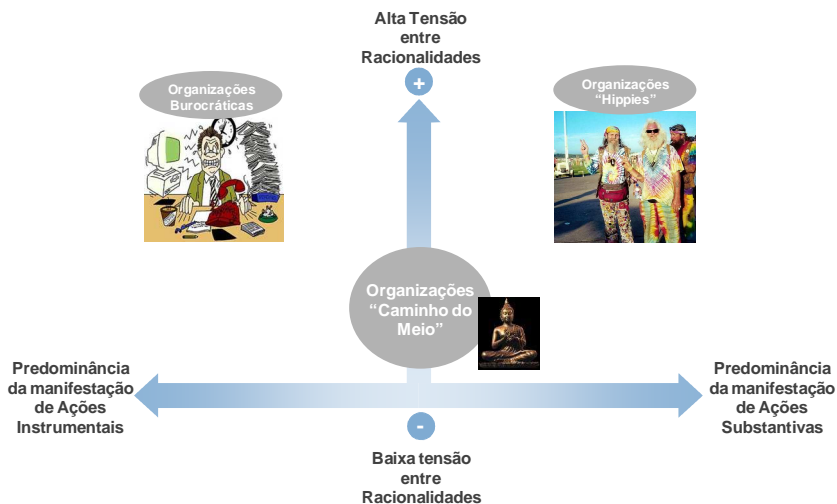 Alta Tensão
entre
Racionalidades
+
Organizações
Burocráticas
Organizações
“Hippies”
Organizações
“Caminho do
Meio”
Predominância
da manifestação
de Ações
Instrumentais
Predominância
da manifestação
de Ações
Substantivas
-
Baixa tensão
entre
Racionalidades